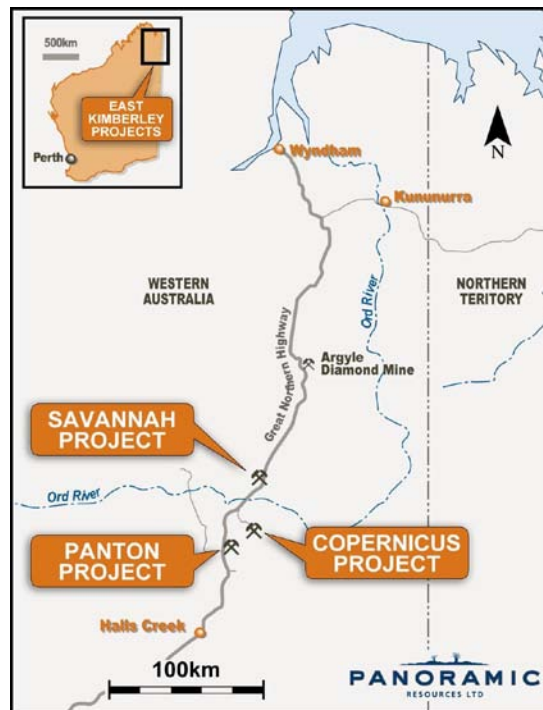 500km
EAST
KIMBERLEY
PROJECTS
Perth
N
Wyndham
Kununurra
WESTERN
AUSTRALIA
NORTHERN
TERITORY
Ord River
Great Northern Highway
Argyle
Diamond Mine
SAVANNAH
PROJECT
Ord River
PANTON
PROJECT
COPERNICUS
PROJECT
Halls Creek
100km
PANORAMIC
RESOURCES LTD